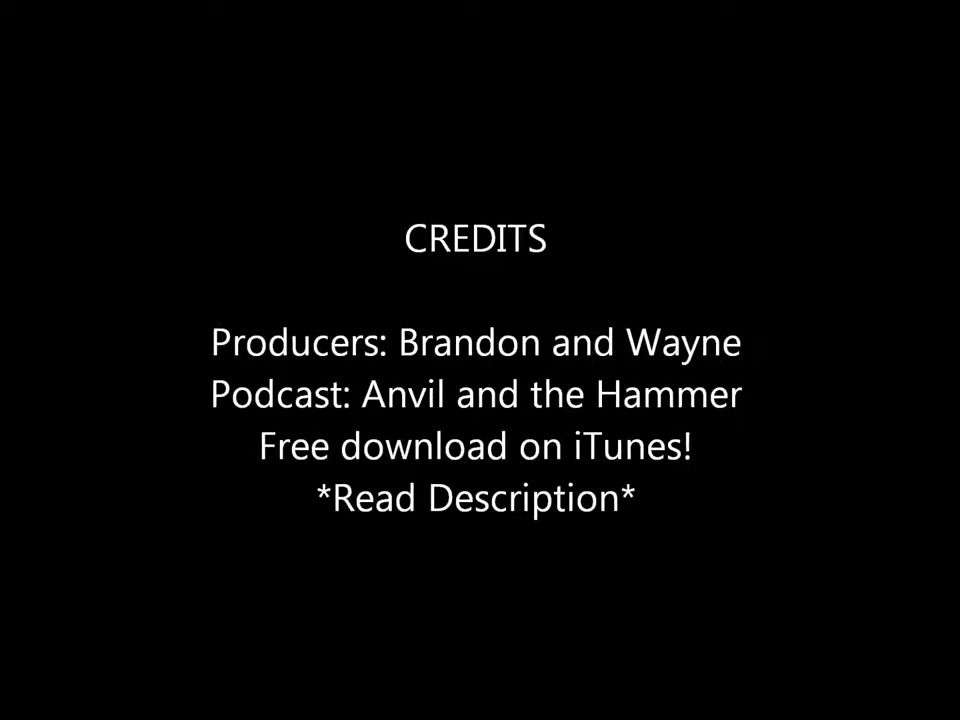 CREDITS
Producers: Brandon and Wayne
Podcast: Anvil and the Hammer
Free download on iTunes!
*Read Description*